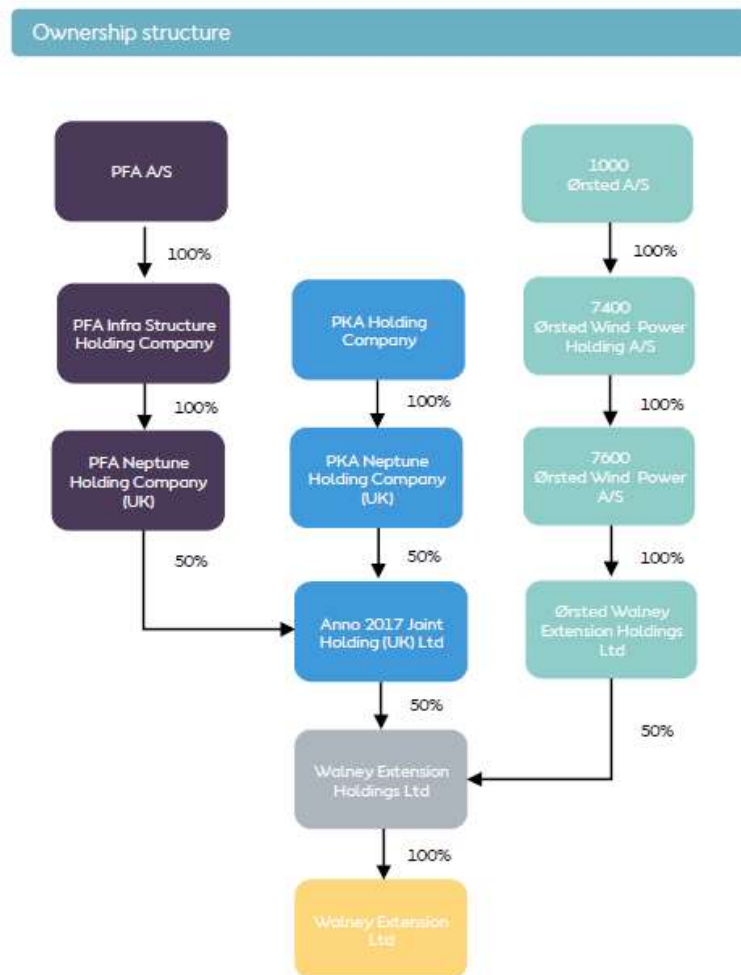 Ownership structure
PFA A/S
1000
Ørsted A/S
100%
100%
PFA Infra Structure
Holding Company
PKA Holding
Company
7400
Ørsted Wind Power
Holding A/S
100%
100%
100%
PFA Neptune
Holding Company
(UK)
PKA Neptune
Holding Company
(UK)
7600
Ørsted Wind Power
A/S
50%
50%
100%
Anno 2017 Joint
Holding (UK) Ltd
Ørsted Walney
Extension Holdings
Ltd
50%
50%
Walney Extension
Holdings Ltd
100%
Walney Extension
Ltd